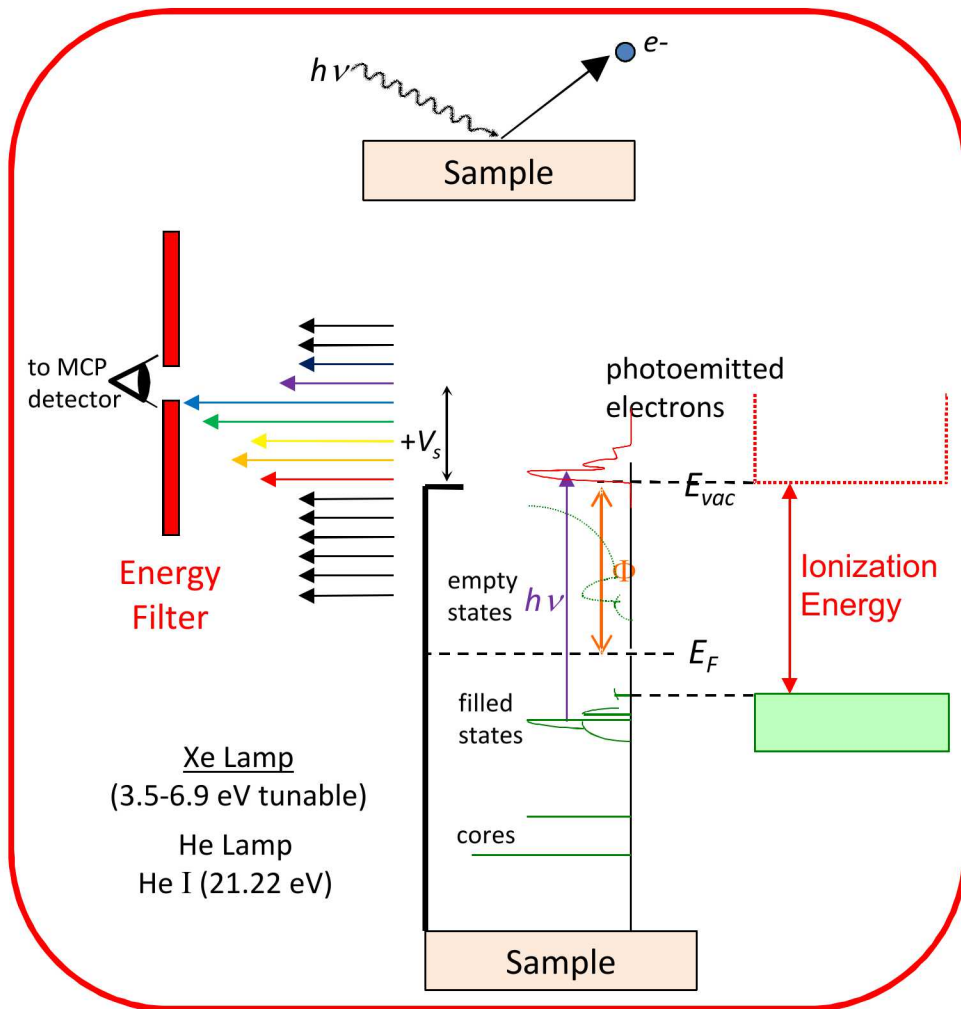 hν
e-
Sample
to MCP
detector
photoemitted
electrons
+Vs
Evac
Energy
Filter
empty
states
hν
Φ
Ionization
Energy
EF
filled
states
Xe Lamp
(3.5-6.9 eV tunable)
cores
He Lamp
He I (21.22 eV)
Sample